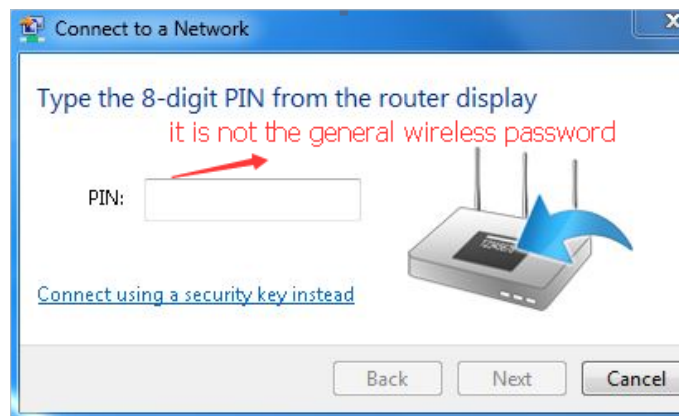 Connect to a Network
X
Type the 8-digit PIN from the router display
it is not the general wireless password
PIN:
12345670
Connect using a security key instead
Back
Next
Cancel